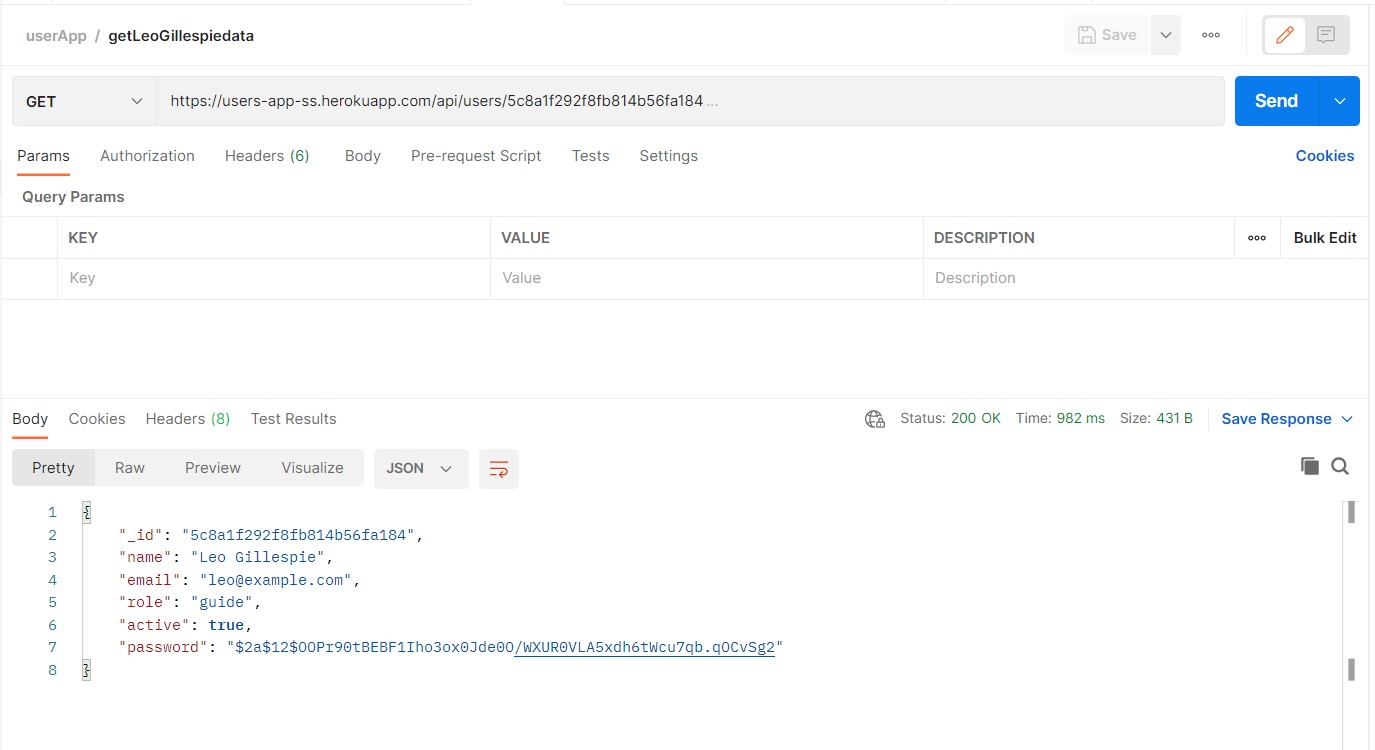 userApp / getLeoGillespiedata Save
GET https://users-app-ss.herokuapp.com/api/users/5c8a1f292f8fb814b56fa184 ... Send
Params Authorization Headers (6) Body Pre-request Script Tests Settings Cookies
Query Params
KEY VALUE DESCRIPTION Bulk Edit
Key Value Description
Body Cookies Headers (8) Test Results Status: 200 OK Time: 982 ms Size: 431 B Save Response
Pretty Raw Preview Visualize JSON
1 {
2 "_id": "5c8a1f292f8fb814b56fa184",
3 "name": "Leo Gillespie",
4 "email": "leo@example.com",
5 "role": "guide",
6 "active": true,
7 "password": "$2a$12$OOPr90tBEBF1Iho3ox0Jde0O/WXUR0VLA5xdh6tWcu7qb.qOCvSg2"
8 }